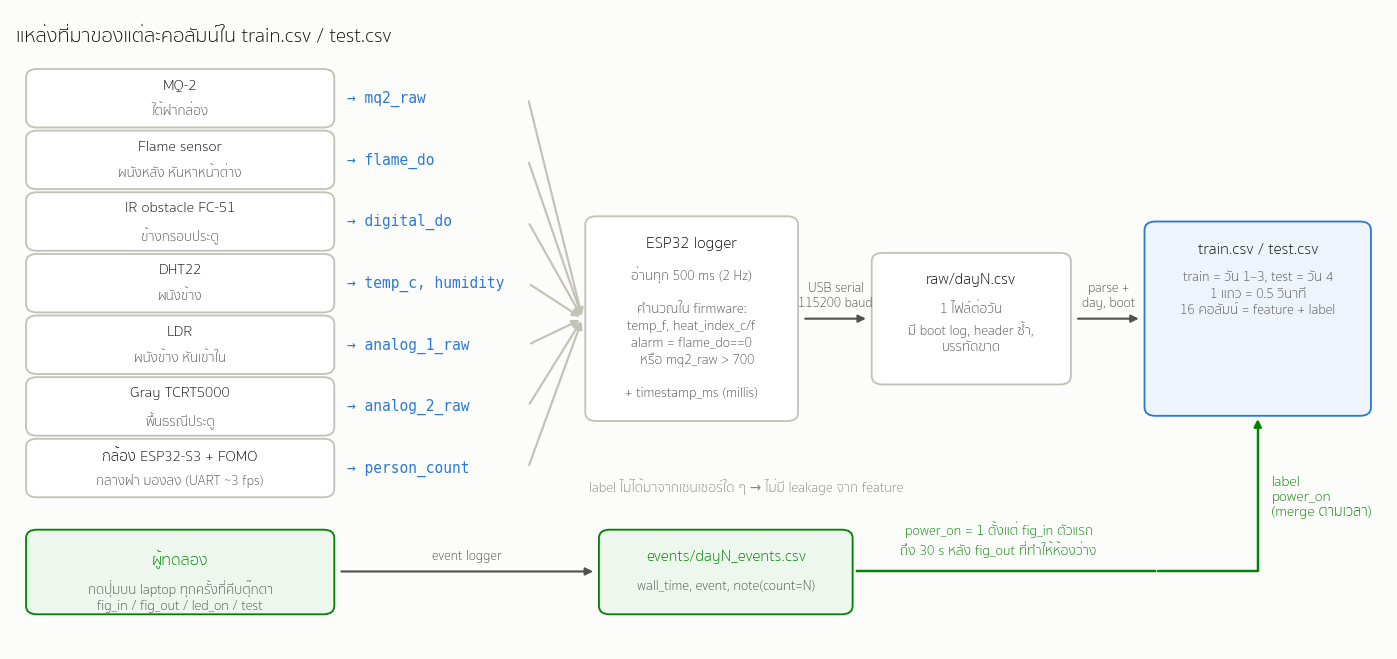 แหล่งที่มาของแต่ละคอลัมน์ใน train.csv / test.csv
MQ-2
ใต้ฝากล่อง
→ mq2_raw
Flame sensor
ผนังหลัง หันหาหน้าต่าง
→ flame_do
IR obstacle FC-51
ข้างกรอบประตู
→ digital_do
DHT22
ผนังข้าง
→ temp_c, humidity
LDR
ผนังข้าง หันเข้าใน
→ analog_1_raw
Gray TCRT5000
พื้นธรณีประตู
→ analog_2_raw
กล้อง ESP32-S3 + FOMO
กลางฝา มองลง (UART ~3 fps)
→ person_count
ESP32 logger
อ่านทุก 500 ms (2 Hz)
คำนวณใน firmware:
temp_f, heat_index_c/f
alarm = flame_do==0
หรือ mq2_raw > 700
+ timestamp_ms (millis)
USB serial
115200 baud
raw/dayN.csv
1 ไฟล์ต่อวัน
มี boot log, header ซ้ำ,
บรรทัดขาด
parse +
day, boot
train.csv / test.csv
train = วัน 1–3, test = วัน 4
1 แถว = 0.5 วินาที
16 คอลัมน์ = feature + label
label ไม่ได้มาจากเซนเซอร์ใด ๆ → ไม่มี leakage จาก feature
ผู้ทดลอง
กดปุ่มบน laptop ทุกครั้งที่คีบตุ๊กตา
fig_in / fig_out / led_on / test
event logger
events/dayN_events.csv
wall_time, event, note(count=N)
power_on = 1 ตั้งแต่ fig_in ตัวแรก
ถึง 30 s หลัง fig_out ที่ทำให้ห้องว่าง
label
power_on
(merge ตามเวลา)